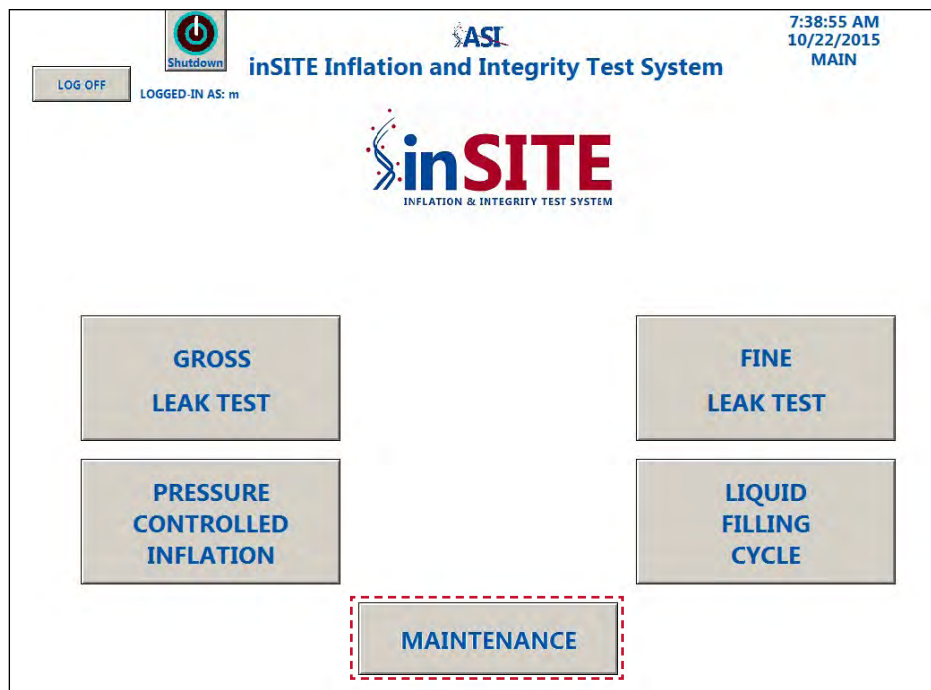 Shutdown
LOG OFF
LOGGED-IN AS: m
ASI
inSITE Inflation and Integrity Test System
7:38:55 AM
10/22/2015
MAIN
inSITE
INFLATION & INTEGRITY TEST SYSTEM
GROSS
LEAK TEST
FINE
LEAK TEST
PRESSURE
CONTROLLED
INFLATION
LIQUID
FILLING
CYCLE
MAINTENANCE